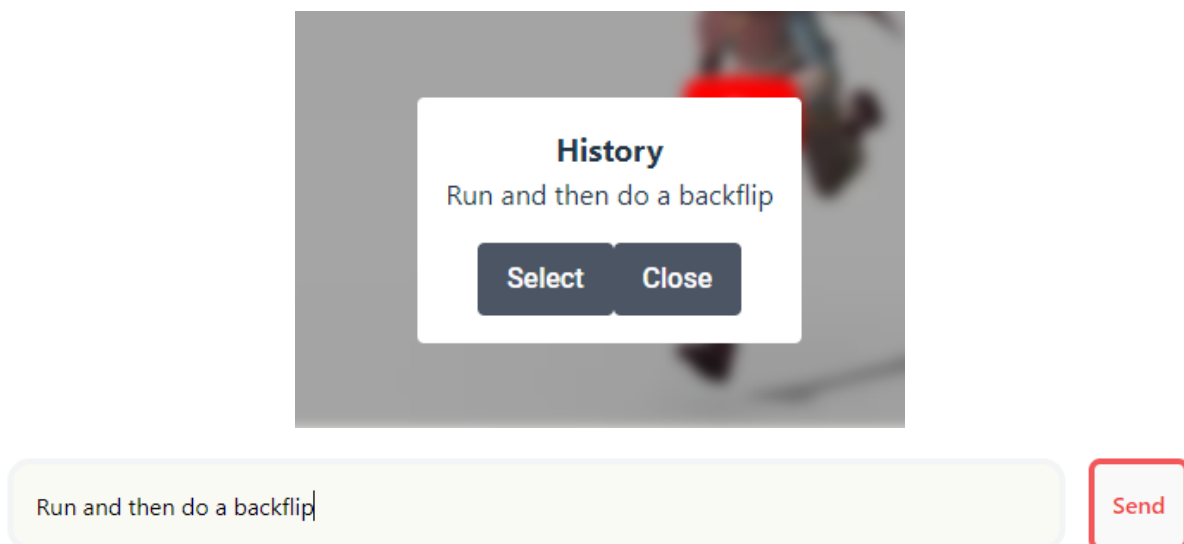 History
Run and then do a backflip
Select Close
Run and then do a backflip
Send